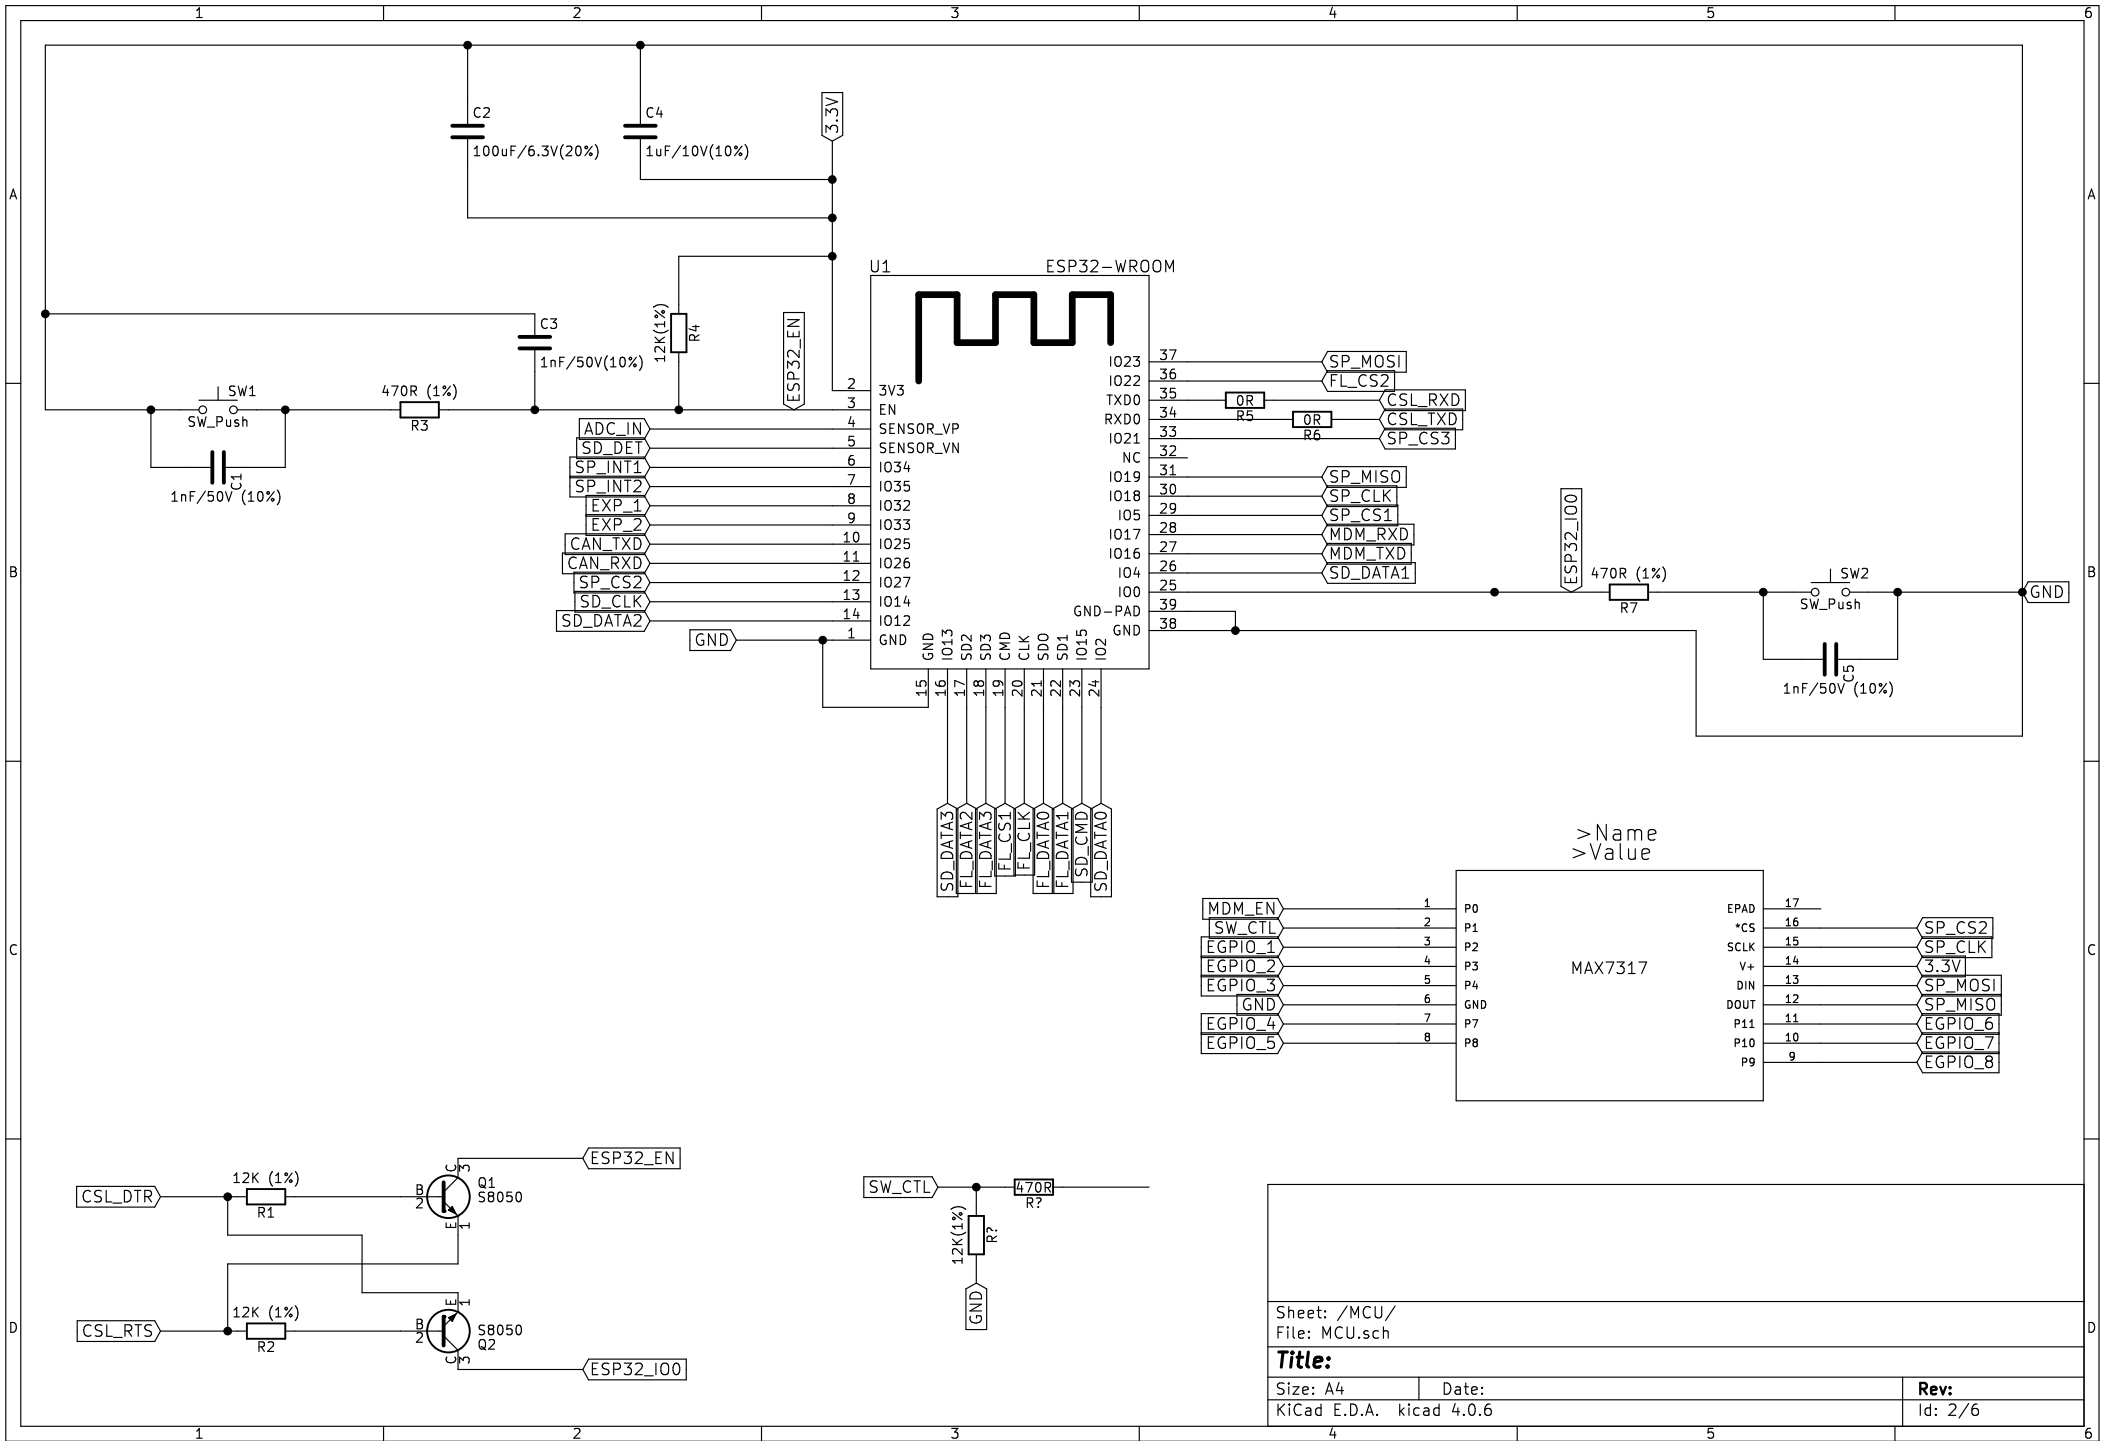 1 2 3 4 5 6
A
B
C
D
A
B
C
D
C2
100uF/6.3V(20%)
C4
1uF/10V(10%)
3.3V
C3
1nF/50V(10%)
12K(1%)
R4
ESP32_EN
SW1
SW_Push
470R (1%)
R3
C1
1nF/50V (10%)
U1 ESP32-WROOM
2 3V3
3 EN
ADC_IN 4 SENSOR_VP
SD_DET 5 SENSOR_VN
SP_INT1 6 IO34
SP_INT2 7 IO35
EXP_1 8 IO32
EXP_2 9 IO33
CAN_TXD 10 IO25
CAN_RXD 11 IO26
SP_CS2 12 IO27
SD_CLK 13 IO14
SD_DATA2 14 IO12
GND 1 GND
GND 15
IO13 16 SD_DATA3
SD2 17 FL_DATA2
SD3 18 FL_DATA3
CMD 19 FL_CS1
CLK 20 FL_CLK
SD0 21 FL_DATA0
SD1 22 FL_DATA1
IO15 23 SD_CMD
IO2 24 SD_DATA0
IO23 37 SP_MOSI
IO22 36 FL_CS2
TXD0 35 0R R5 CSL_RXD
RXD0 34 0R R6 CSL_TXD
IO21 33 SP_CS3
NC 32
IO19 31 SP_MISO
IO18 30 SP_CLK
IO5 29 SP_CS1
IO17 28 MDM_RXD
IO16 27 MDM_TXD
IO4 26 SD_DATA1
IO0 25
GND-PAD 39
GND 38
ESP32_IO0
470R (1%)
R7
SW2
SW_Push
GND
C5
1nF/50V (10%)
>Name
>Value
MAX7317
MDM_EN 1 P0
SW_CTL 2 P1
EGPIO_1 3 P2
EGPIO_2 4 P3
EGPIO_3 5 P4
GND 6 GND
EGPIO_4 7 P7
EGPIO_5 8 P8
EPAD 17
*CS 16 SP_CS2
SCLK 15 SP_CLK
V+ 14 3.3V
DIN 13 SP_MOSI
DOUT 12 SP_MISO
P11 11 EGPIO_6
P10 10 EGPIO_7
P9 9 EGPIO_8
CSL_DTR
12K (1%)
R1
B
2
C
3
E
1
Q1
S8050
ESP32_EN
CSL_RTS
12K (1%)
R2
B
2
E
1
C
3
S8050
Q2
ESP32_IO0
SW_CTL
470R
R?
12K(1%)
R?
GND
Sheet: /MCU/
File: MCU.sch
Title:
Size: A4 Date: Rev:
KiCad E.D.A. kicad 4.0.6 Id: 2/6
1 2 3 4 5 6